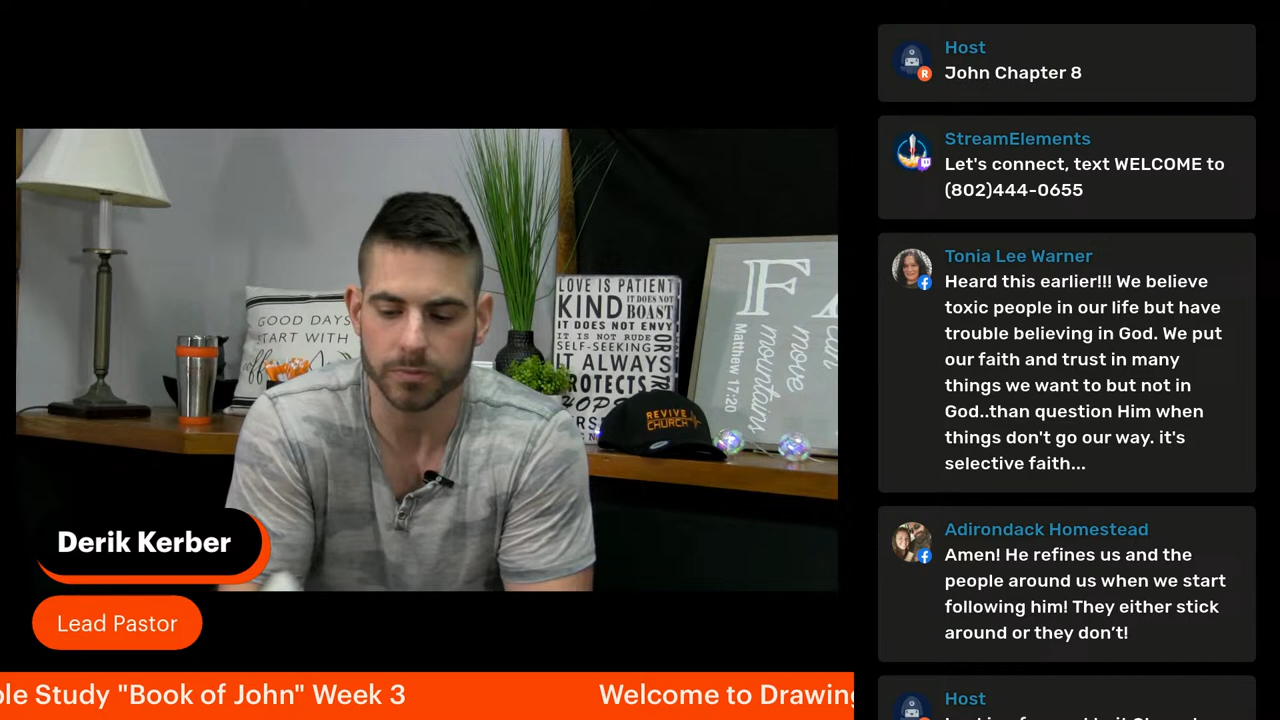 GOOD DAYS
START WITH
LOVE IS PATIENT
KIND IT DOES NOT
BOAST
IT DOES NOT ENVY
IT IS NOT RUDE
SELF-SEEKING
IT ALWAYS
PROTECTS
REVIVE
CHURCH
Matthew 17:20
move
mountains
Derik Kerber
Lead Pastor
Study "Book of John" Week 3
Welcome to
Host
John Chapter 8
StreamElements
Let's connect, text WELCOME to
(802)444-0655
Tonia Lee Warner
Heard this earlier!!! We believe
toxic people in our life but have
trouble believing in God. We put
our faith and trust in many
things we want to but not in
God..than question Him when
things don't go our way. it's
selective faith...
Adirondack Homestead
Amen! He refines us and the
people around us when we start
following him! They either stick
around or they don’t!
Host